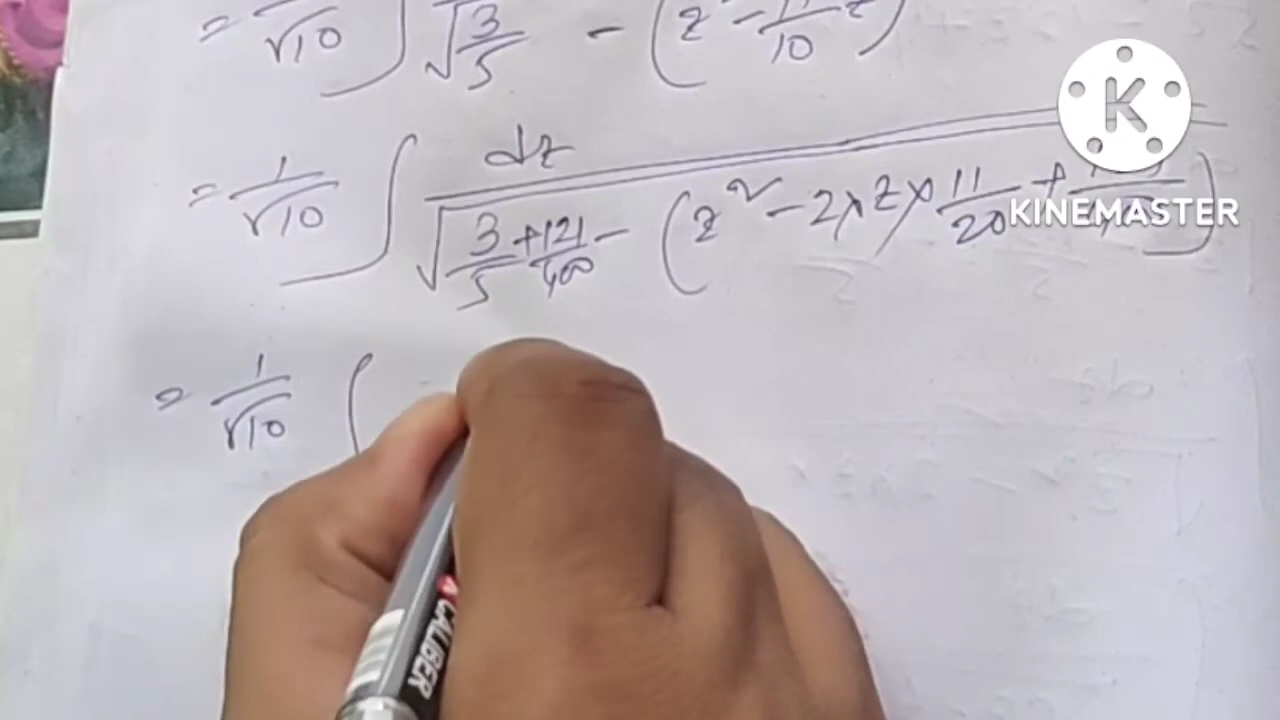 = 1/√10 ∫ √3/5 - (z² - 11/10 z)
= 1/√10 ∫ dz / √3/5 + 121/400 - (z² - 2 × z × 11/20 +
KINEMASTER
= 1/√10 ∫
CALIBER